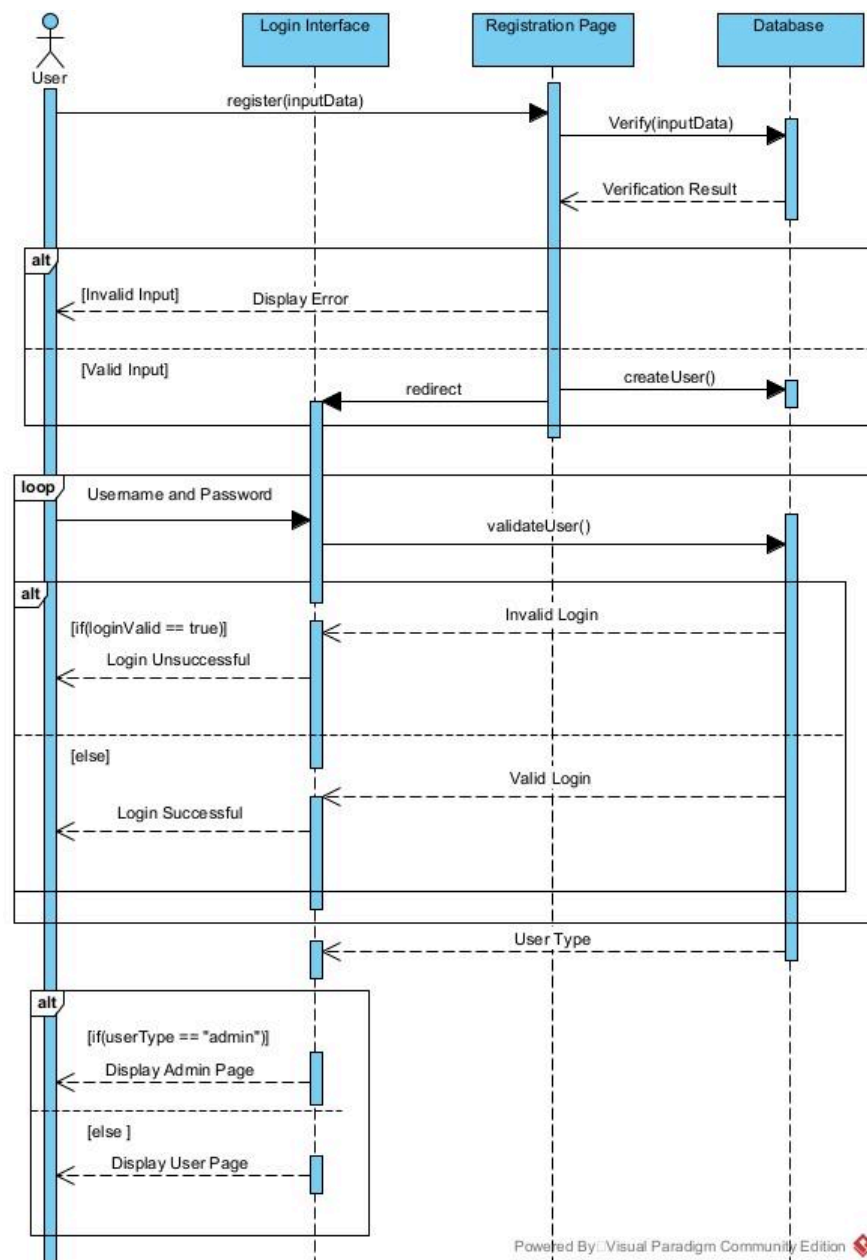 Login Interface
Registration Page
Database
User
register(inputData)
Verify(inputData)
Verification Result
alt
[Invalid Input]
Display Error
[Valid Input]
createUser()
redirect
loop
Username and Password
validateUser()
alt
Invalid Login
[if(loginValid == true)]
Login Unsuccessful
[else]
Valid Login
Login Successful
User Type
alt
[if(userType == "admin")]
Display Admin Page
[else ]
Display User Page
Powered By Visual Paradigm Community Edition